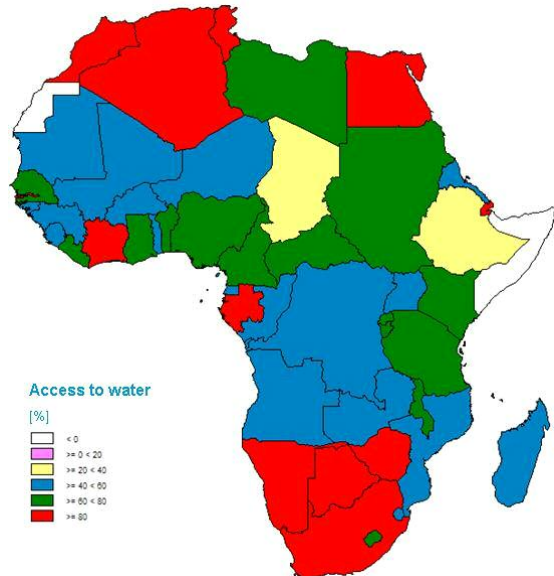 Access to water
[%]
< 0
>= 0 < 20
>= 20 < 40
>= 40 < 60
>= 60 < 80
>= 80